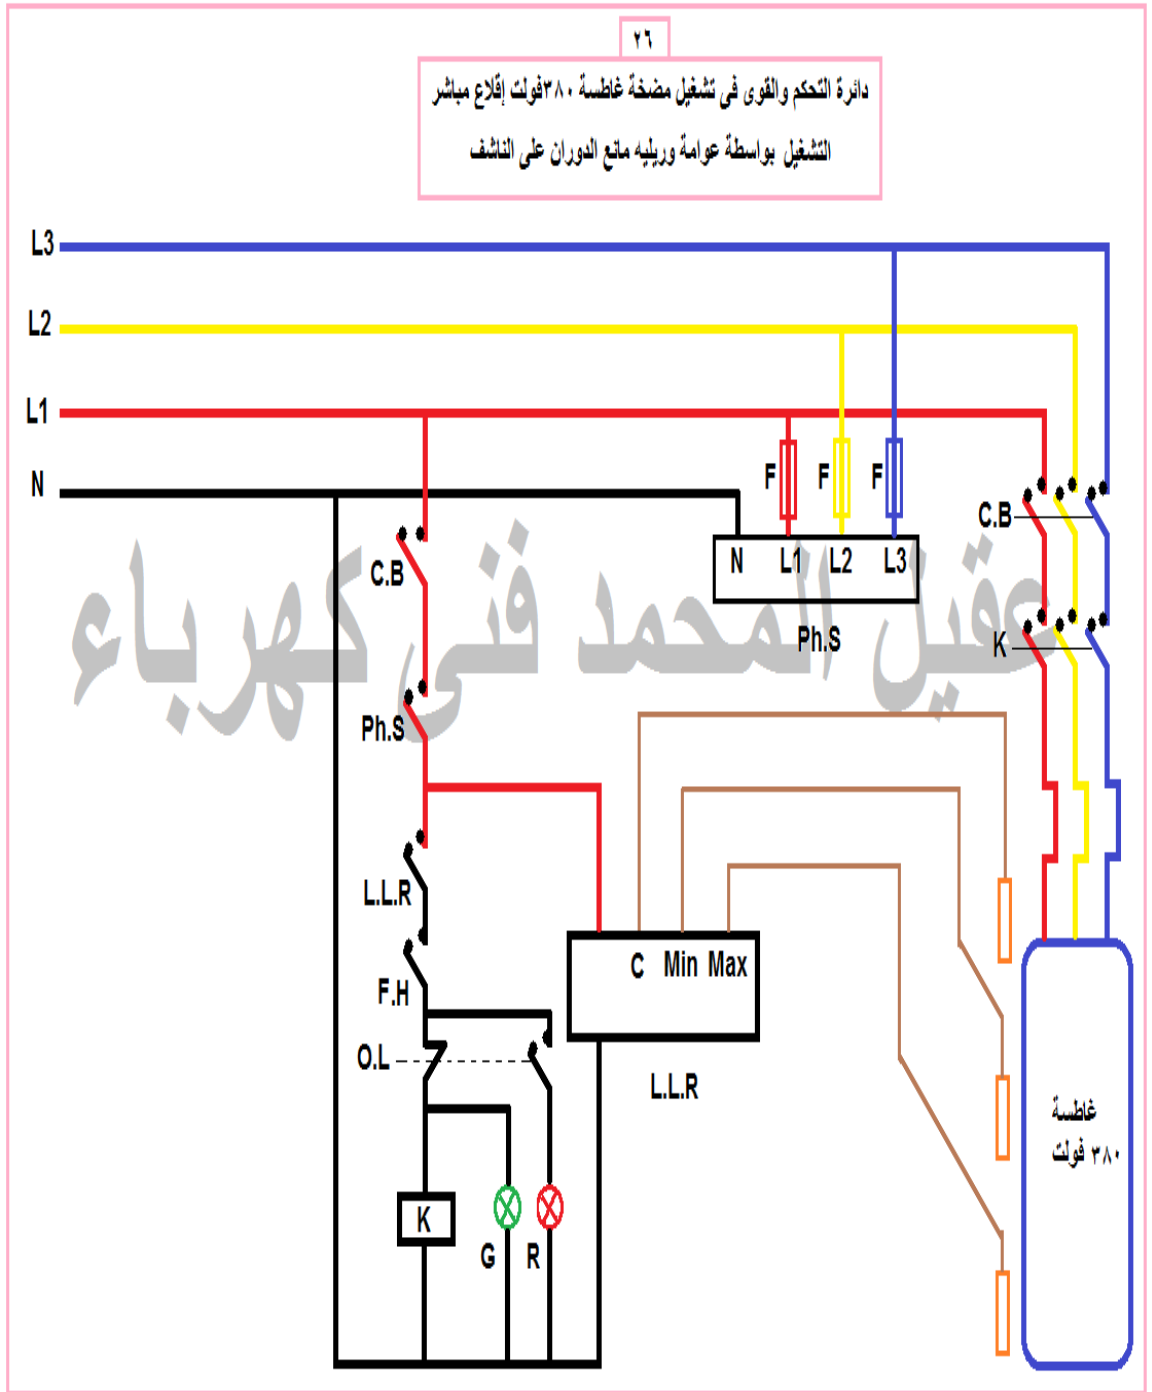 ٢٦
دائرة التحكم والقوى فى تشغيل مضخة غاطسة ٣٨٠فولت إقلاع مباشر
التشغيل بواسطة عوامة وريليه مانع الدوران على الناشف
L3
L2
L1
N
F F F
C.B
C.B
N L1 L2 L3
عقيل المحمد فنى كهرباء
Ph.S
K
Ph.S
L.L.R
C Min Max
F.H
O.L
L.L.R
غاطسة
٣٨٠ فولت
K
G R